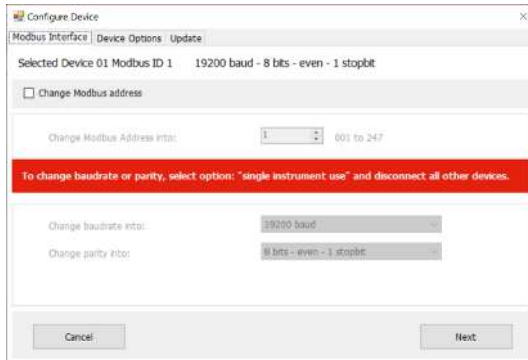 Configure Device
Modbus Interface Device Options Update
Selected Device 01 Modbus ID 1 19200 baud - 8 bits - even - 1 stopbit
Change Modbus address
Change Modbus Address into: 1 001 to 247
To change baudrate or parity, select option: "single instrument use" and disconnect all other devices.
Change baudrate into: 19200 baud
Change parity into: 8 bits - even - 1 stopbit
Cancel Next